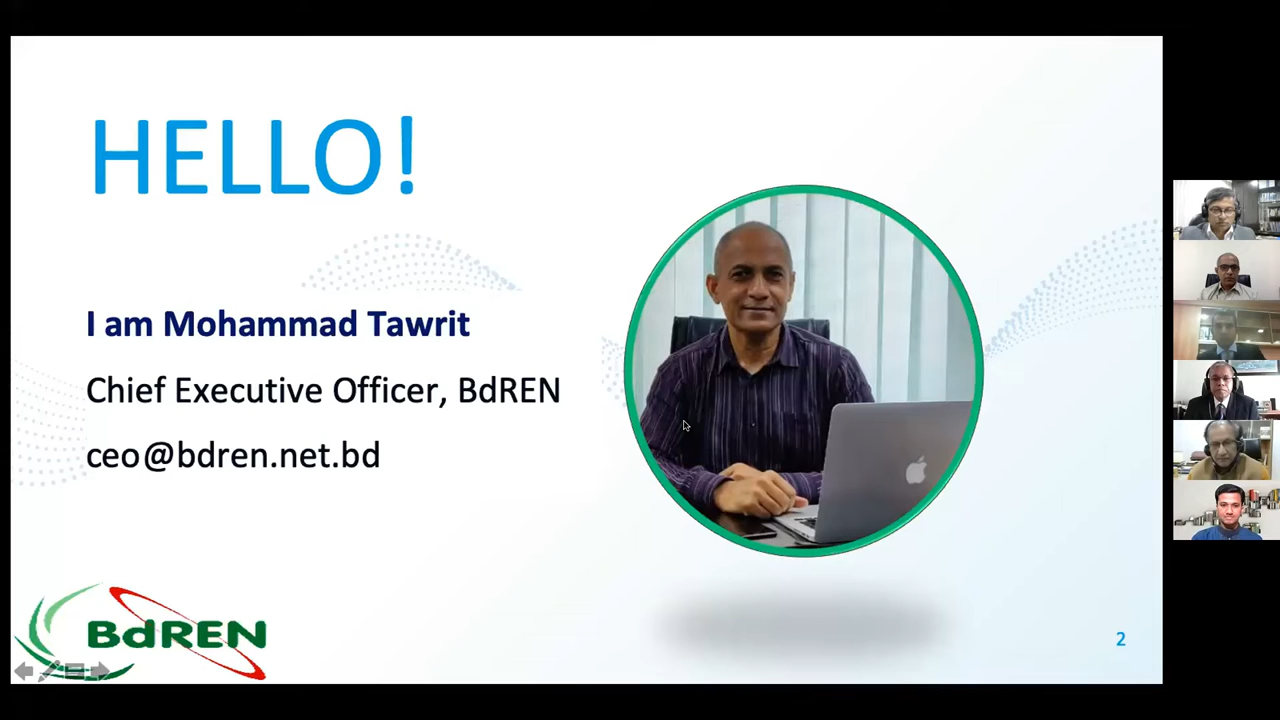 HELLO!
I am Mohammad Tawrit
Chief Executive Officer, BdREN
ceo@bdren.net.bd
BdREN
2